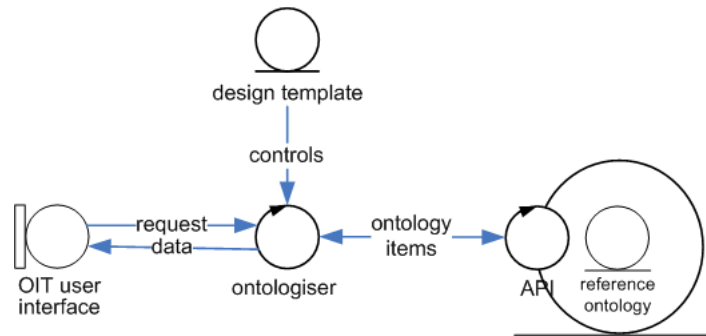 design template
controls
request
data
ontology
items
OIT user
interface
ontologiser
API
reference
ontology